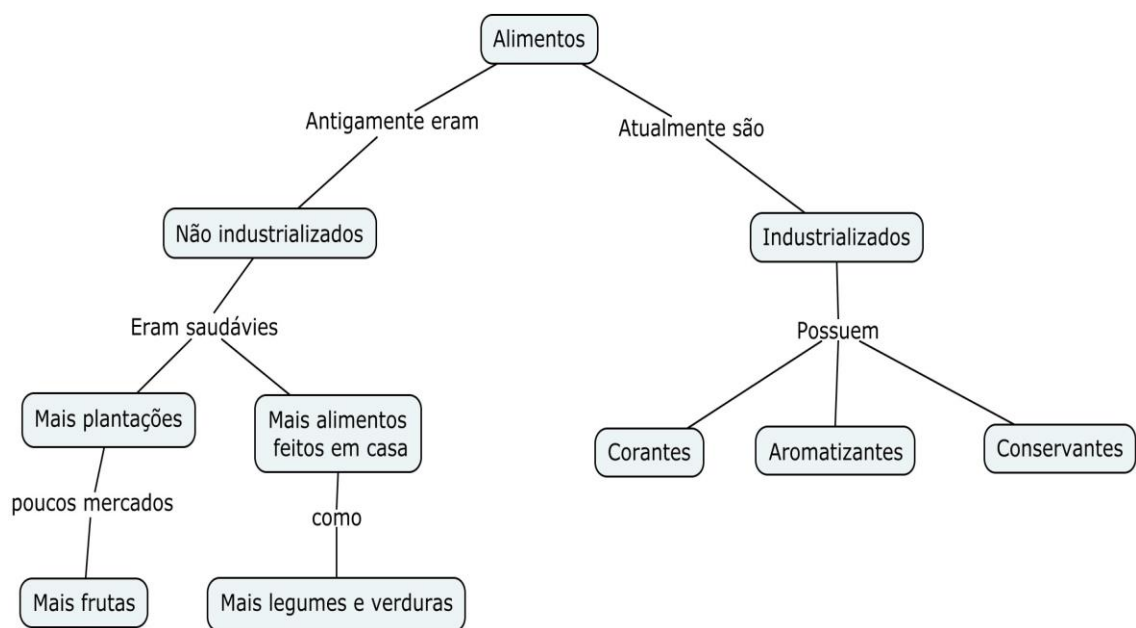 Alimentos
Antigamente eram
Atualmente são
Não industrializados
Industrializados
Eram saudávies
Possuem
Mais plantações
Mais alimentos
feitos em casa
Corantes
Aromatizantes
Conservantes
poucos mercados
como
Mais frutas
Mais legumes e verduras